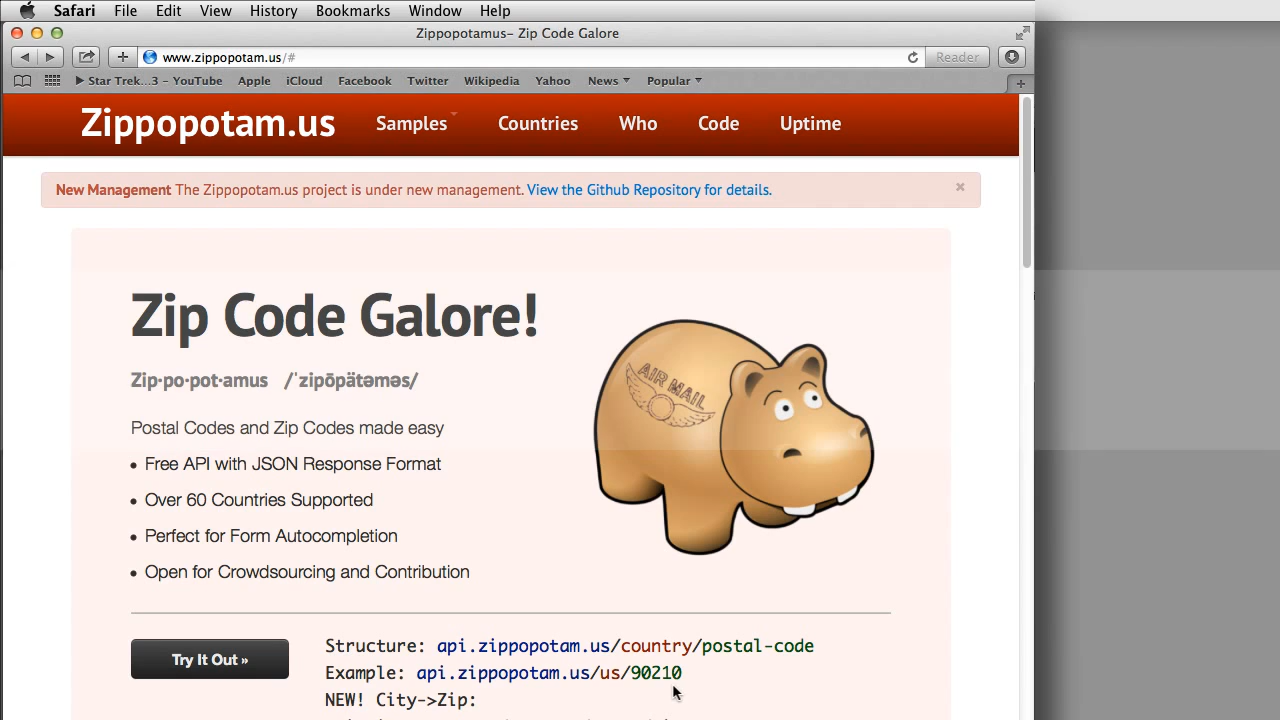 Safari File Edit View History Bookmarks Window Help
Zippopotamus– Zip Code Galore!
www.zippopotam.us/#
Reader
Star Trek...3 – YouTube Apple iCloud Facebook Twitter Wikipedia Yahoo News Popular
Zippopotam.us Samples Countries Who Code Uptime
New Management The Zippopotam.us project is under new management. View the Github Repository for details. ×
Zip Code Galore!
Zip·po·pot·amus /ˈzipōpätəməs/
AIR MAIL
Postal Codes and Zip Codes made easy
• Free API with JSON Response Format
• Over 60 Countries Supported
• Perfect for Form Autocompletion
• Open for Crowdsourcing and Contribution
Try It Out »
Structure: api.zippopotam.us/country/postal-code
Example: api.zippopotam.us/us/90210
NEW! City->Zip: